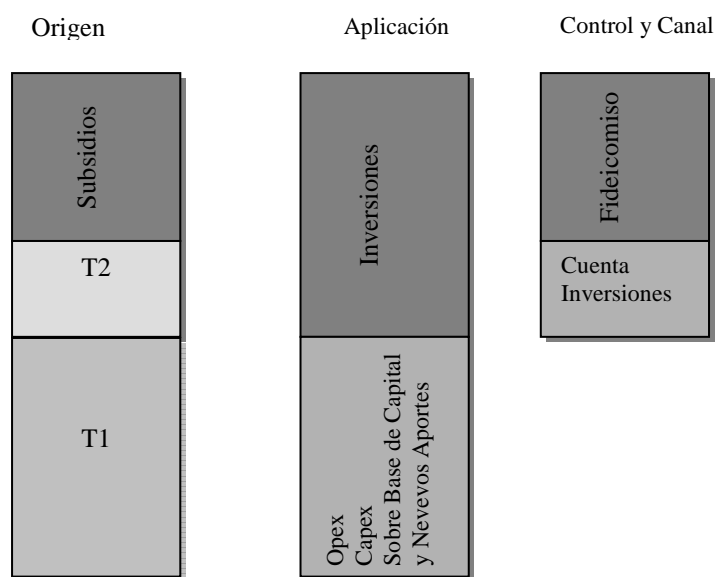 Origen
Aplicación
Control y Canal
Subsidios
T2
T1
Inversiones
Opex
Capex
Sobre Base de Capital
y Nevevos Aportes
Fideicomiso
Cuenta
Inversiones